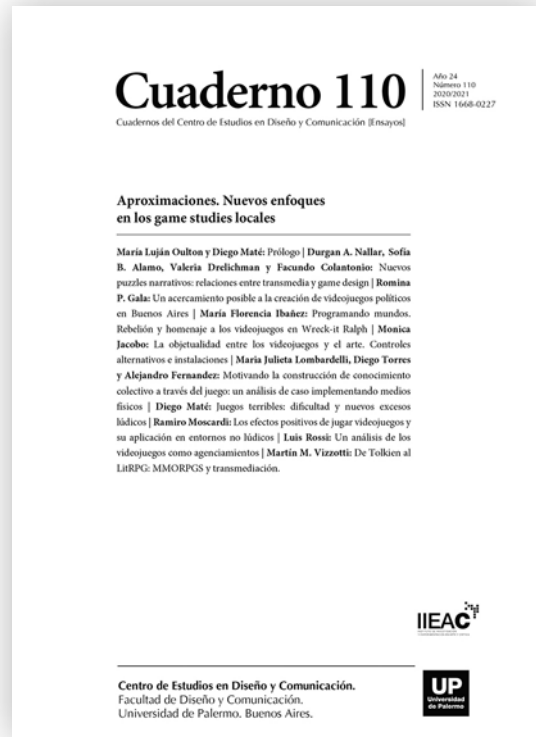 Cuaderno 110
Año 24
Número 110
2020/2021
ISSN 1668-0227
Cuadernos del Centro de Estudios en Diseño y Comunicación [Ensayos]
Aproximaciones. Nuevos enfoques
en los game studies locales
María Luján Oulton y Diego Maté: Prólogo | Durgan A. Nallar, Sofía
B. Alamo, Valeria Drelichman y Facundo Colantonio: Nuevos
puzzles narrativos: relaciones entre transmedia y game design | Romina
P. Gala: Un acercamiento posible a la creación de videojuegos políticos
en Buenos Aires | María Florencia Ibañez: Programando mundos.
Rebelión y homenaje a los videojuegos en Wreck-it Ralph | Monica
Jacobo: La objetualidad entre los videojuegos y el arte. Controles
alternativos e instalaciones | Maria Julieta Lombardelli, Diego Torres
y Alejandro Fernandez: Motivando la construcción de conocimiento
colectivo a través del juego: un análisis de caso implementando medios
físicos | Diego Maté: Juegos terribles: dificultad y nuevos excesos
lúdicos | Ramiro Moscardi: Los efectos positivos de jugar videojuegos y
su aplicación en entornos no lúdicos | Luis Rossi: Un análisis de los
videojuegos como agenciamientos | Martín M. Vizzotti: De Tolkien al
LitRPG: MMORPGS y transmediación.
IIEAC
Centro de Estudios en Diseño y Comunicación.
Facultad de Diseño y Comunicación.
Universidad de Palermo. Buenos Aires.
UP
Universidad
de Palermo